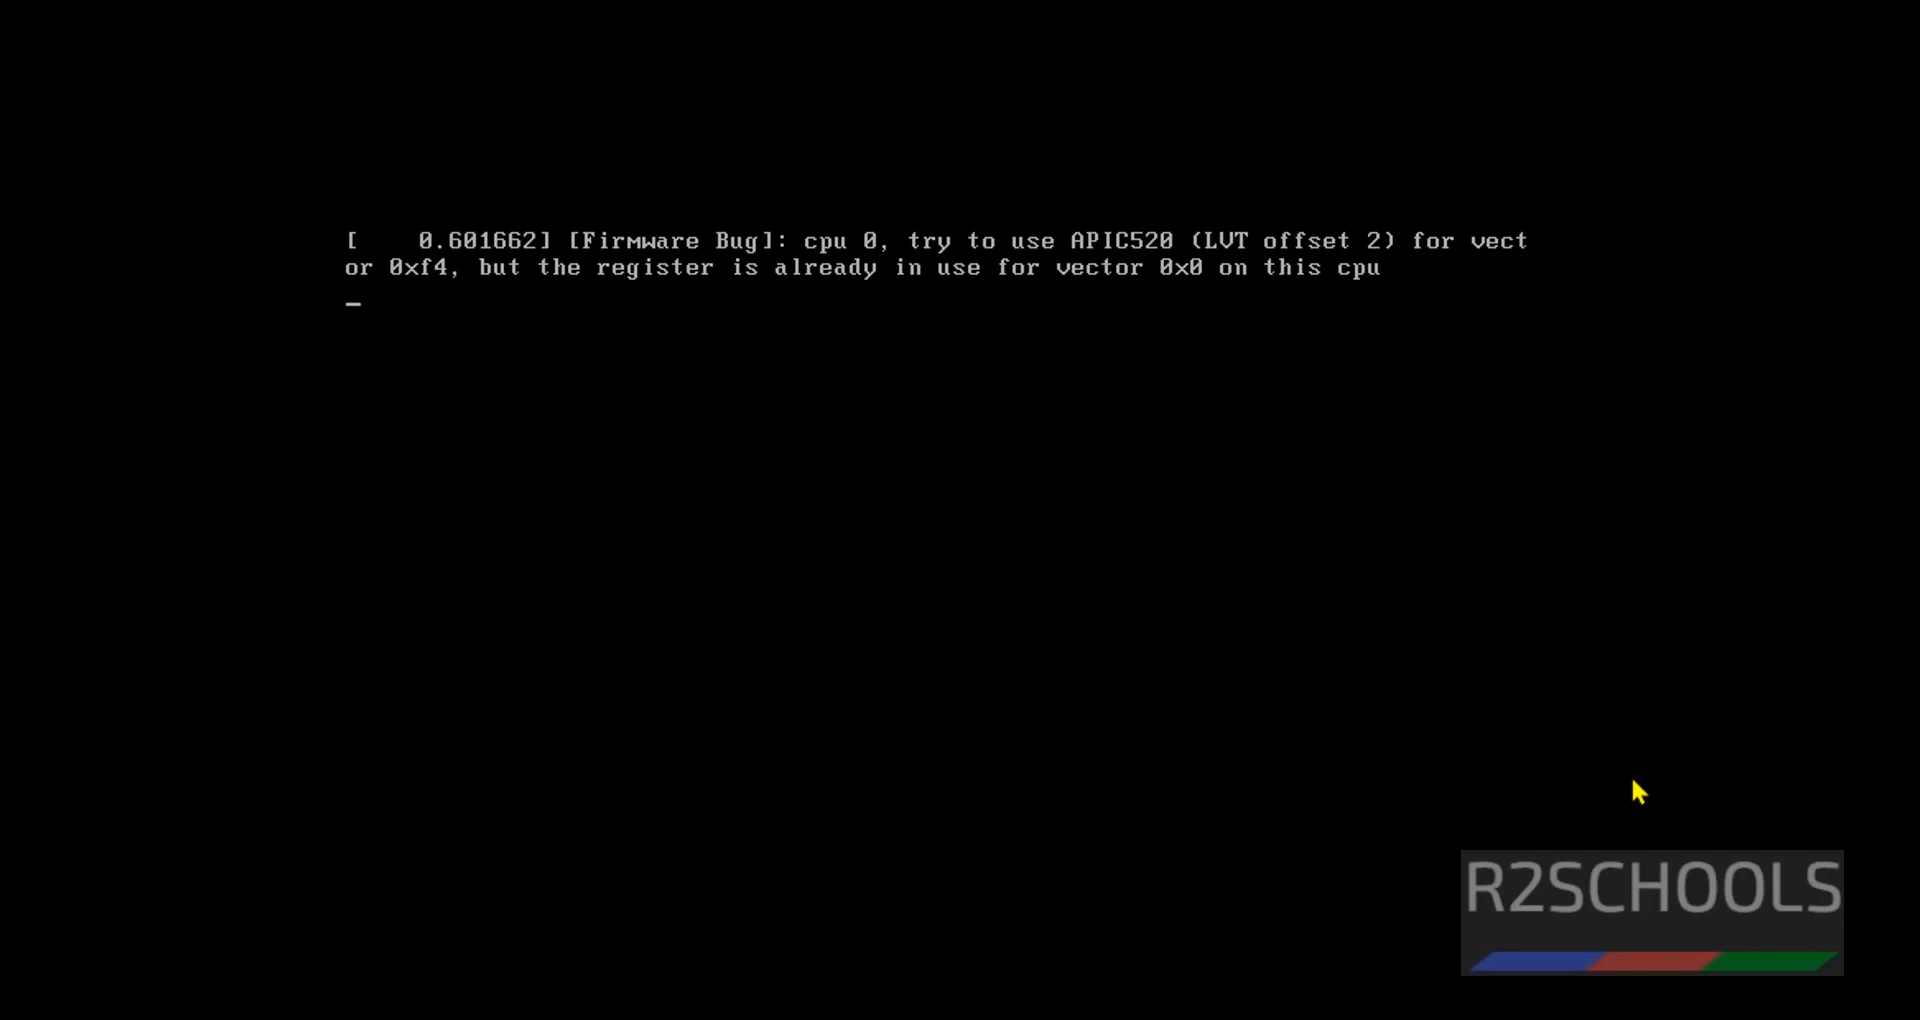 [    0.601662] [Firmware Bug]: cpu 0, try to use APIC520 (LVT offset 2) for vect
or 0xf4, but the register is already in use for vector 0x0 on this cpu
_
R2SCHOOLS